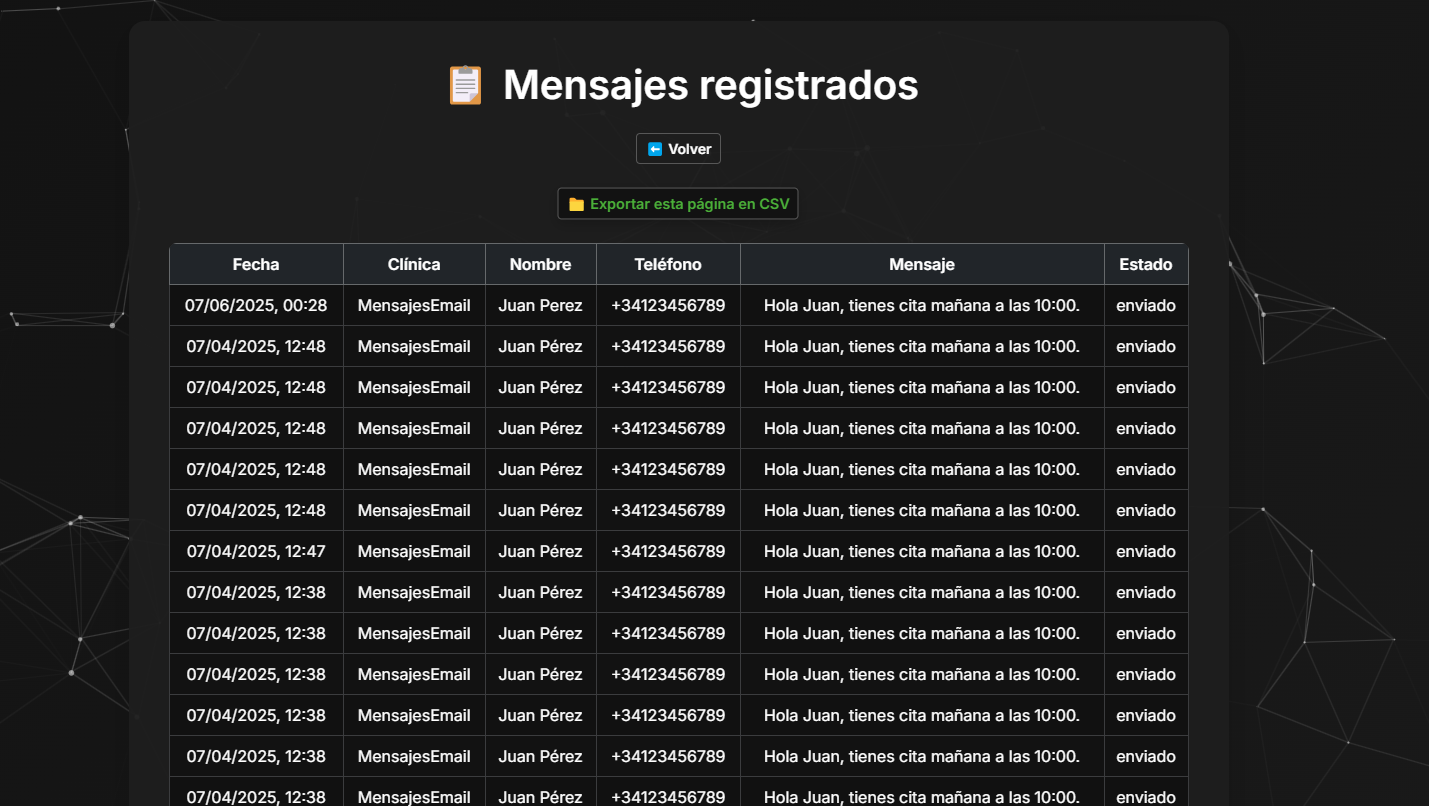 Mensajes registrados
Volver
Exportar esta página en CSV
Fecha Clínica Nombre Teléfono Mensaje Estado
07/06/2025, 00:28 MensajesEmail Juan Perez +34123456789 Hola Juan, tienes cita mañana a las 10:00. enviado
07/04/2025, 12:48 MensajesEmail Juan Pérez +34123456789 Hola Juan, tienes cita mañana a las 10:00. enviado
07/04/2025, 12:48 MensajesEmail Juan Pérez +34123456789 Hola Juan, tienes cita mañana a las 10:00. enviado
07/04/2025, 12:48 MensajesEmail Juan Pérez +34123456789 Hola Juan, tienes cita mañana a las 10:00. enviado
07/04/2025, 12:48 MensajesEmail Juan Pérez +34123456789 Hola Juan, tienes cita mañana a las 10:00. enviado
07/04/2025, 12:48 MensajesEmail Juan Pérez +34123456789 Hola Juan, tienes cita mañana a las 10:00. enviado
07/04/2025, 12:47 MensajesEmail Juan Pérez +34123456789 Hola Juan, tienes cita mañana a las 10:00. enviado
07/04/2025, 12:38 MensajesEmail Juan Pérez +34123456789 Hola Juan, tienes cita mañana a las 10:00. enviado
07/04/2025, 12:38 MensajesEmail Juan Pérez +34123456789 Hola Juan, tienes cita mañana a las 10:00. enviado
07/04/2025, 12:38 MensajesEmail Juan Pérez +34123456789 Hola Juan, tienes cita mañana a las 10:00. enviado
07/04/2025, 12:38 MensajesEmail Juan Pérez +34123456789 Hola Juan, tienes cita mañana a las 10:00. enviado
07/04/2025, 12:38 MensajesEmail Juan Pérez +34123456789 Hola Juan, tienes cita mañana a las 10:00. enviado
07/04/2025, 12:38 MensajesEmail Juan Pérez +34123456789 Hola Juan, tienes cita mañana a las 10:00. enviado